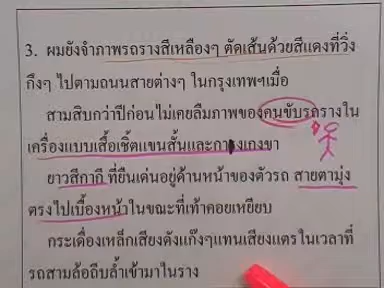 3. ผมยังจำภาพรถรางสีเหลืองๆ ตัดเส้นด้วยสีแดงที่วิ่ง
กึงๆ ไปตามถนนสายต่างๆ ในกรุงเทพฯเมื่อ
สามสิบกว่าปีก่อนไม่เคยลืมภาพของคนขับรถรางใน
เครื่องแบบเสื้อเชิ้ตแขนสั้นและกางเกงขา
ยาวสีกากี ที่ยืนเด่นอยู่ด้านหน้าของตัวรถ สายตามุ่ง
ตรงไปเบื้องหน้าในขณะที่เท้าคอยเหยียบ
กระเดื่องเหล็กเสียงดังแก๊งๆแทนเสียงแตรในเวลาที่
รถสามล้อถีบล้ำเข้ามาในราง